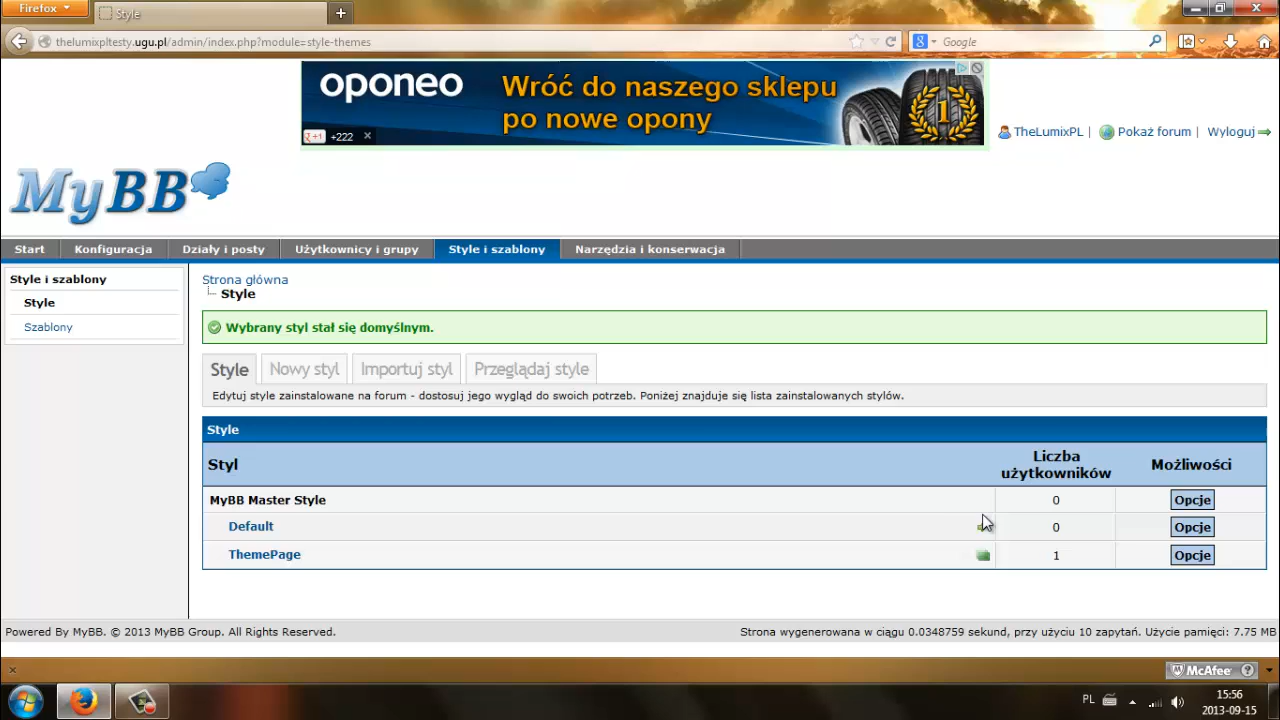 Firefox
Style
thelumixpltesty.ugu.pl/admin/index.php?module=style-themes
Google
oponeo
Wróć do naszego sklepu
po nowe opony
+1 +222
1
TheLumixPL | Pokaż forum | Wyloguj
MyBB
Start
Konfiguracja
Działy i posty
Użytkownicy i grupy
Style i szablony
Narzędzia i konserwacja
Style i szablony
Style
Szablony
Strona główna
Style
Wybrany styl stał się domyślnym.
Style
Nowy styl
Importuj styl
Przeglądaj style
Edytuj style zainstalowane na forum - dostosuj jego wygląd do swoich potrzeb. Poniżej znajduje się lista zainstalowanych stylów.
Style
Styl
Liczba
użytkowników
Możliwości
MyBB Master Style
0
Opcje
Default
0
Opcje
ThemePage
1
Opcje
Powered By MyBB. © 2013 MyBB Group. All Rights Reserved.
Strona wygenerowana w ciągu 0.0348759 sekund, przy użyciu 10 zapytań. Użycie pamięci: 7.75 MB
McAfee
PL
15:56
2013-09-15